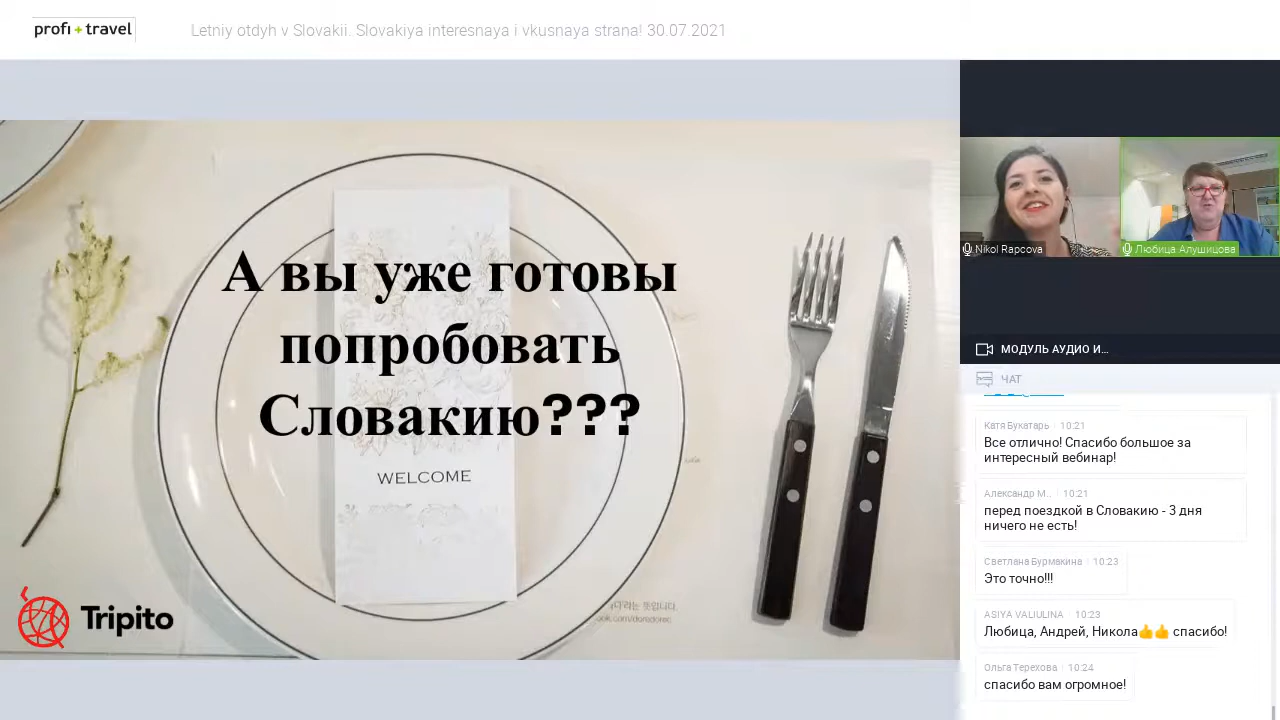 profi + travel
Letniy otdyh v Slovakii. Slovakiya interesnaya i vkusnaya strana! 30.07.2021
А вы уже готовы
попробовать
Словакию???
WELCOME
Tripito
Nikol Rapcova
Любица Алушицова
МОДУЛЬ АУДИО И...
ЧАТ
Катя Букатарь 10:21
Все отлично! Спасибо большое за
интересный вебинар!
Александр М.. 10:21
перед поездкой в Словакию - 3 дня
ничего не есть!
Светлана Бурмакина 10:23
Это точно!!!
ASIYA VALIULINA 10:23
Любица, Андрей, Никола👍👍 спасибо!
Ольга Терехова 10:24
спасибо вам огромное!